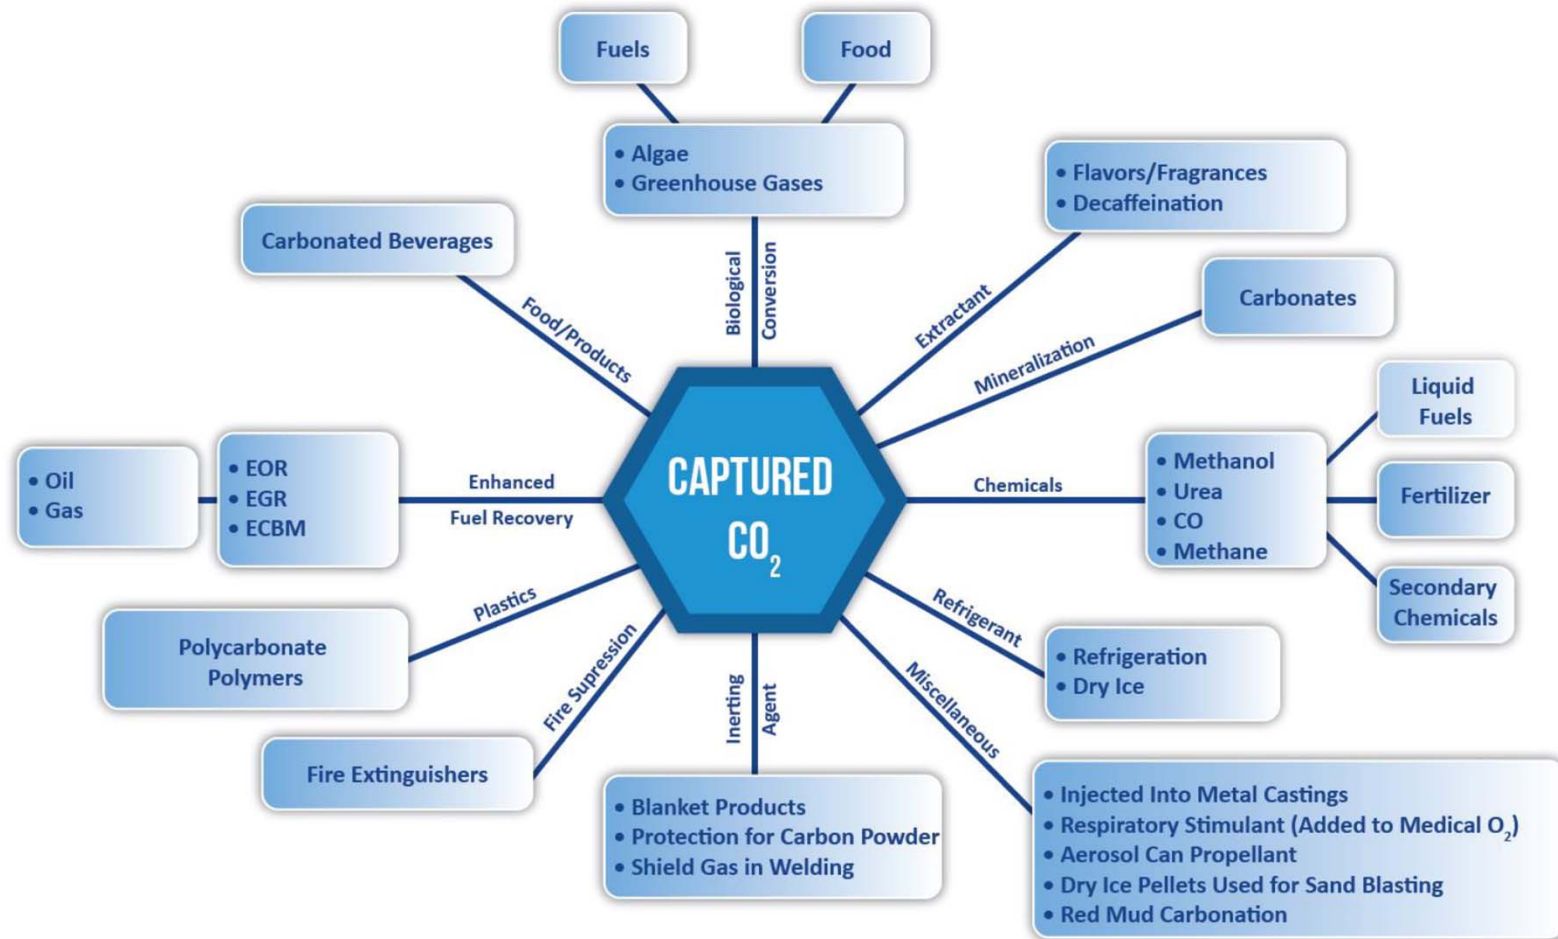 Fuels
Food
• Algae
• Greenhouse Gases
• Flavors/Fragrances
• Decaffeination
Carbonated Beverages
Biological
Conversion
Food/Products
Extractant
Carbonates
Mineralization
Liquid
Fuels
• Oil
• Gas
• EOR
• EGR
• ECBM
Enhanced
Fuel Recovery
CAPTURED
CO₂
Chemicals
• Methanol
• Urea
• CO
• Methane
Fertilizer
Secondary
Chemicals
Plastics
Polycarbonate
Polymers
Fire Supression
Fire Extinguishers
Inerting
Agent
• Blanket Products
• Protection for Carbon Powder
• Shield Gas in Welding
Refrigerant
• Refrigeration
• Dry Ice
Miscellaneous
• Injected Into Metal Castings
• Respiratory Stimulant (Added to Medical O₂)
• Aerosol Can Propellant
• Dry Ice Pellets Used for Sand Blasting
• Red Mud Carbonation